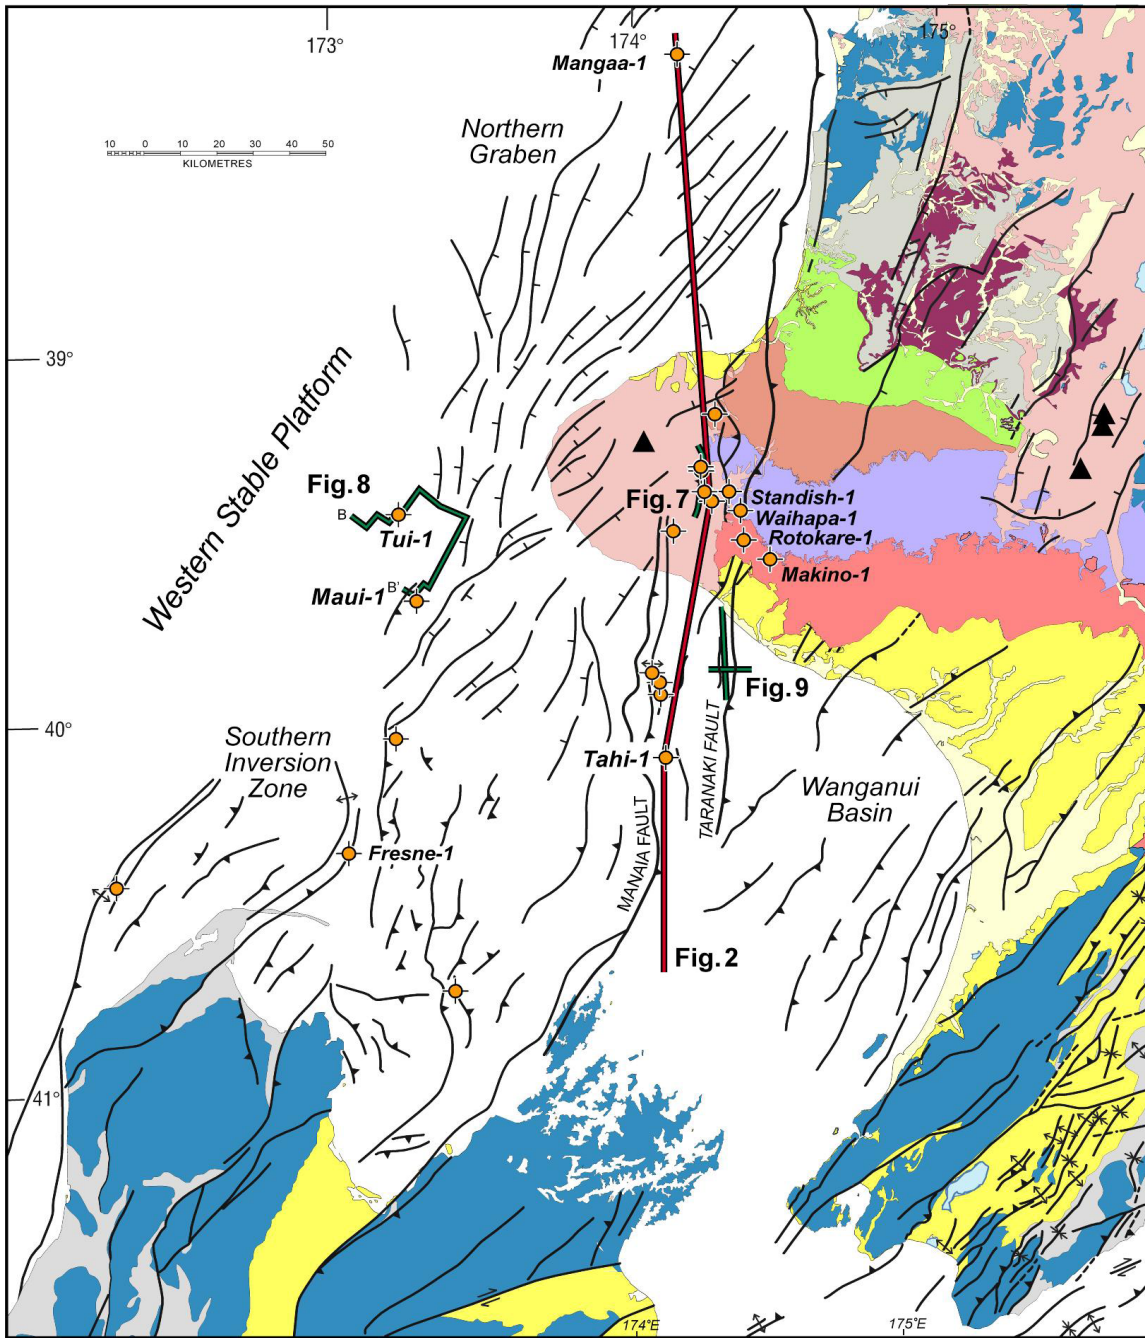 173°
174°
175°
Mangaa-1
Northern
Graben
10 0 10 20 30 40 50
KILOMETRES
39°
Western Stable Platform
Fig. 8
B
Tui-1
B'
Maui-1
Fig. 7
Standish-1
Waihapa-1
Rotokare-1
Makino-1
Fig. 9
40°
Southern
Inversion
Zone
Tahi-1
TARANAKI FAULT
Wanganui
Basin
Fresne-1
MANAIA FAULT
Fig. 2
41°
174°E
175°E